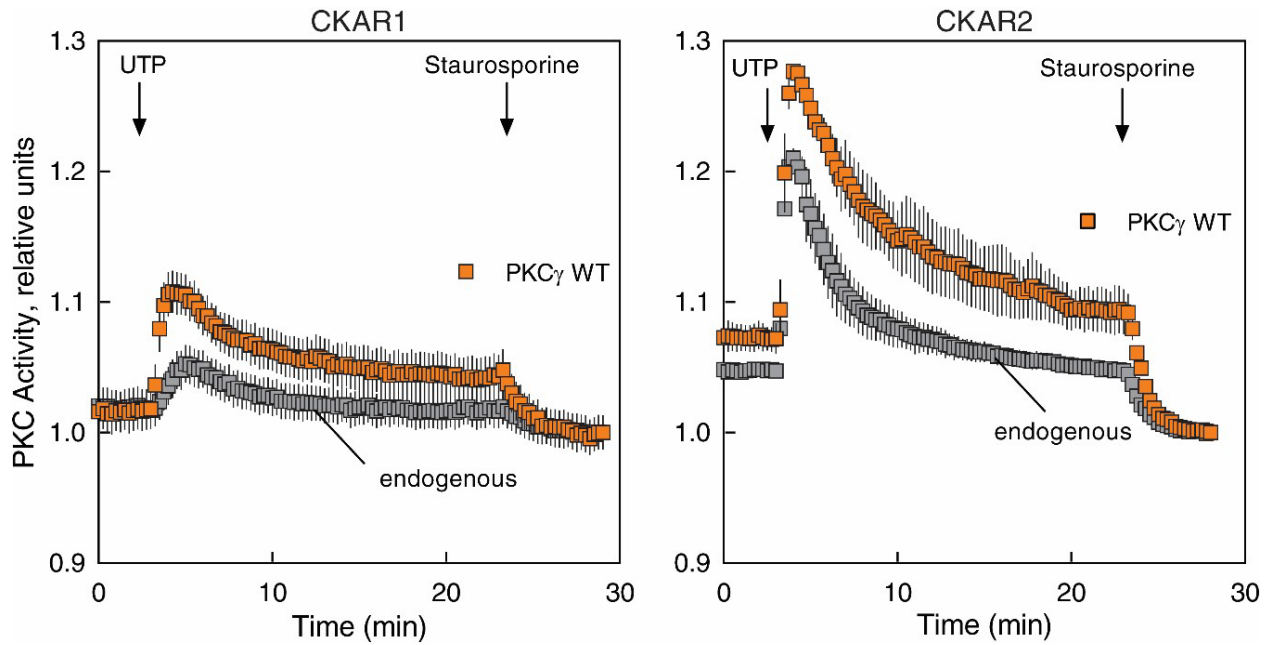 CKAR1
PKC Activity, relative units
1.3
1.2
1.1
1.0
0.9
UTP
Staurosporine
PKCγ WT
endogenous
0
10
20
30
Time (min)
CKAR2
1.3
1.2
1.1
1.0
0.9
UTP
Staurosporine
PKCγ WT
endogenous
0
10
20
30
Time (min)